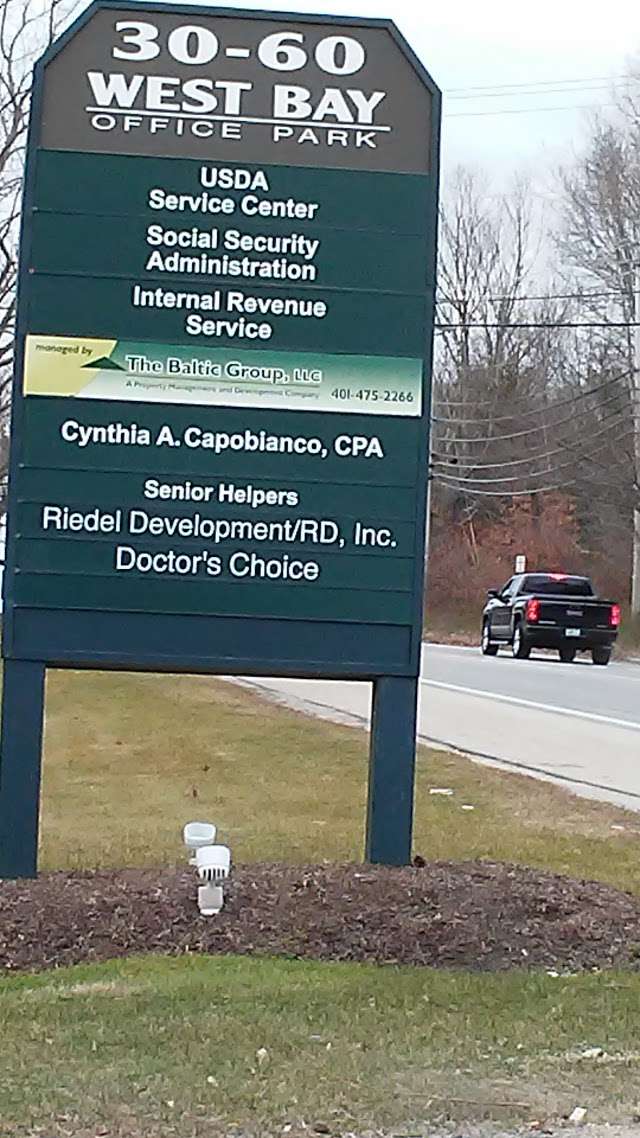 30-60
WEST BAY
OFFICE PARK
USDA
Service Center
Social Security
Administration
Internal Revenue
Service
managed by
The Baltic Group, LLC
A Property Management and Development Company
401-475-2266
Cynthia A. Capobianco, CPA
Senior Helpers
Riedel Development/RD, Inc.
Doctor's Choice